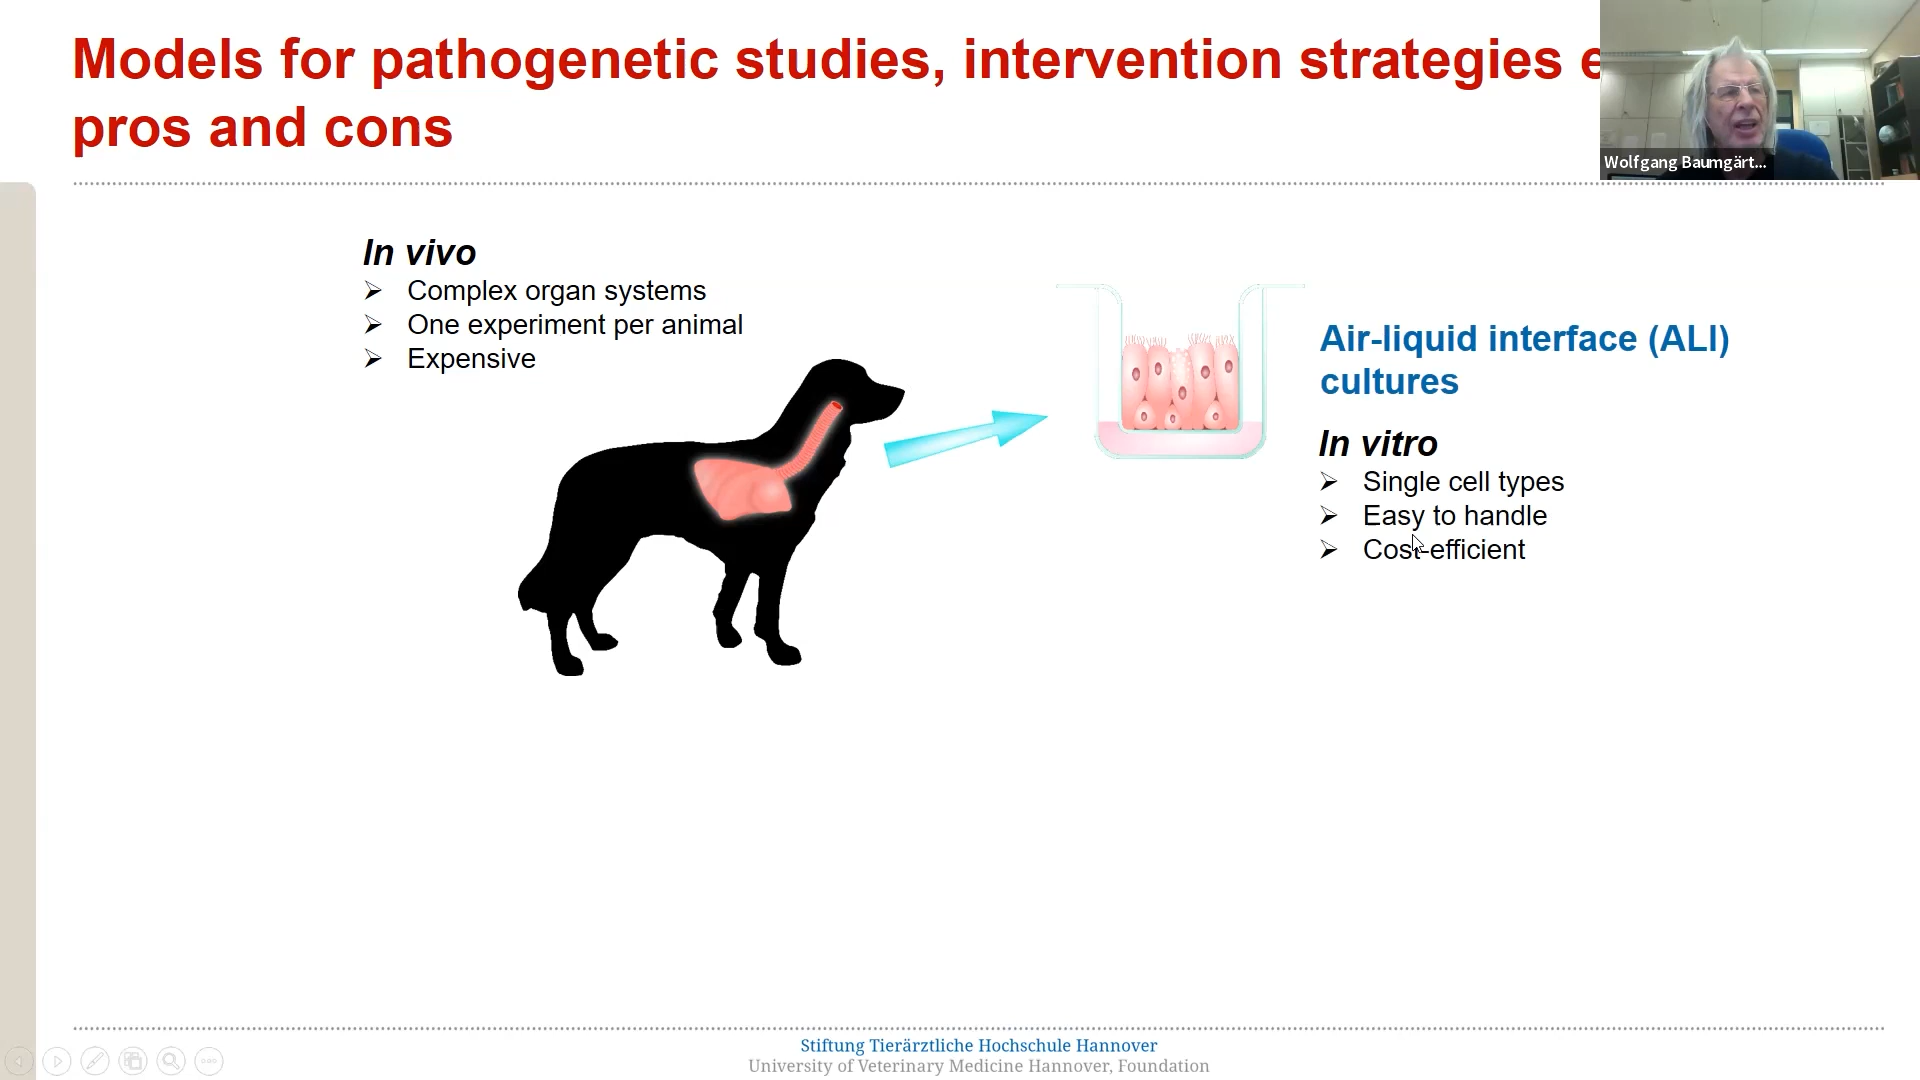 Models for pathogenetic studies, intervention strategies
pros and cons
Wolfgang Baumgärt...
In vivo
➢ Complex organ systems
➢ One experiment per animal
➢ Expensive
Air-liquid interface (ALI)
cultures
In vitro
➢ Single cell types
➢ Easy to handle
➢ Cost-efficient
Stiftung Tierärztliche Hochschule Hannover
University of Veterinary Medicine Hannover, Foundation